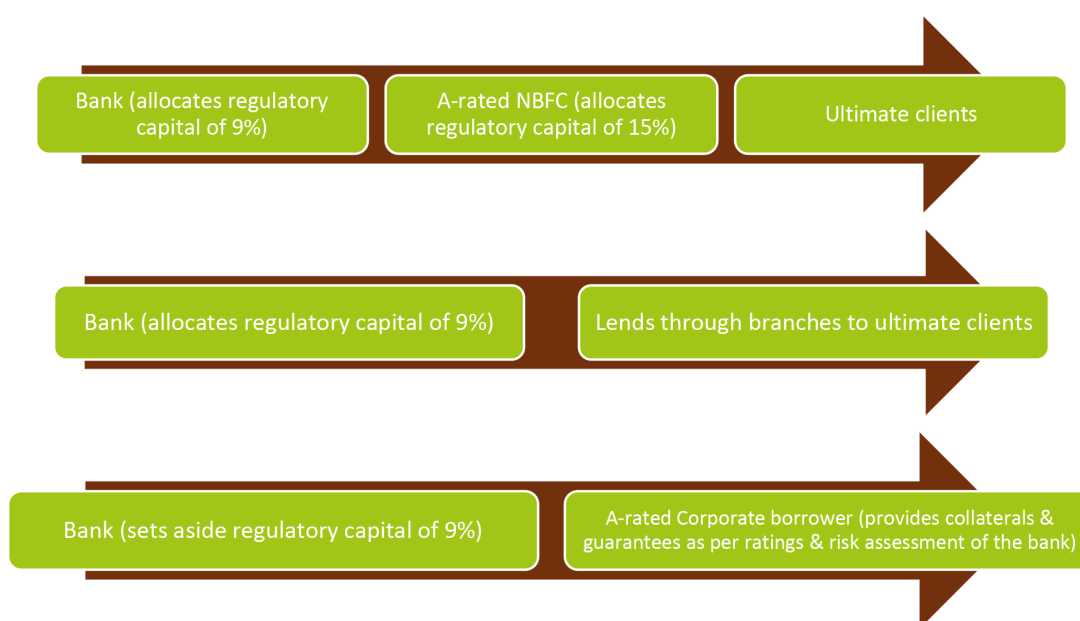 Bank (allocates regulatory
capital of 9%)
A-rated NBFC (allocates
regulatory capital of 15%)
Ultimate clients
Bank (allocates regulatory capital of 9%)
Lends through branches to ultimate clients
Bank (sets aside regulatory capital of 9%)
A-rated Corporate borrower (provides collaterals &
guarantees as per ratings & risk assessment of the bank)